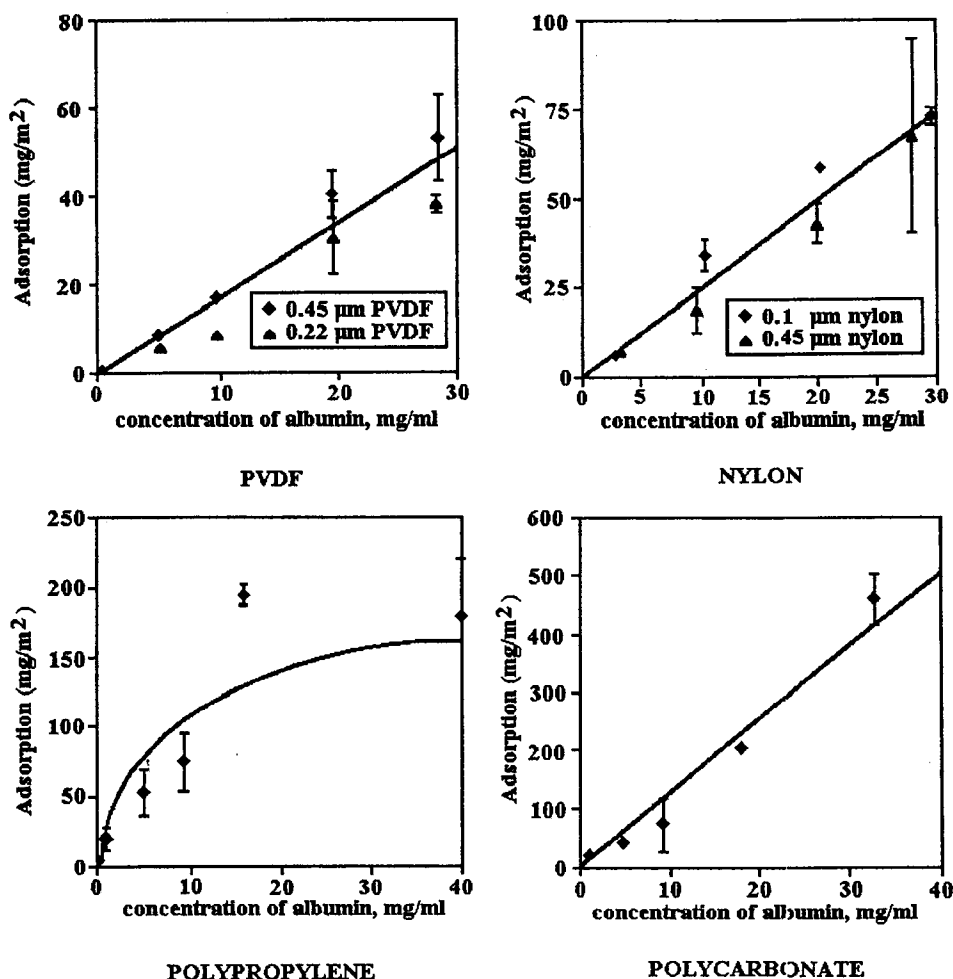 80
60
40
20
0
Adsorption (mg/m²)
0.45 µm PVDF
0.22 µm PVDF
0 10 20 30
concentration of albumin, mg/ml
PVDF
100
75
50
25
0
Adsorption (mg/m²)
0.1 µm nylon
0.45 µm nylon
0 5 10 15 20 25 30
concentration of albumin, mg/ml
NYLON
250
200
150
100
50
0
Adsorption (mg/m²)
0 10 20 30 40
concentration of albumin, mg/ml
POLYPROPYLENE
600
500
400
300
200
100
0
Adsorption (mg/m²)
0 10 20 30 40
concentration of albumin, mg/ml
POLYCARBONATE